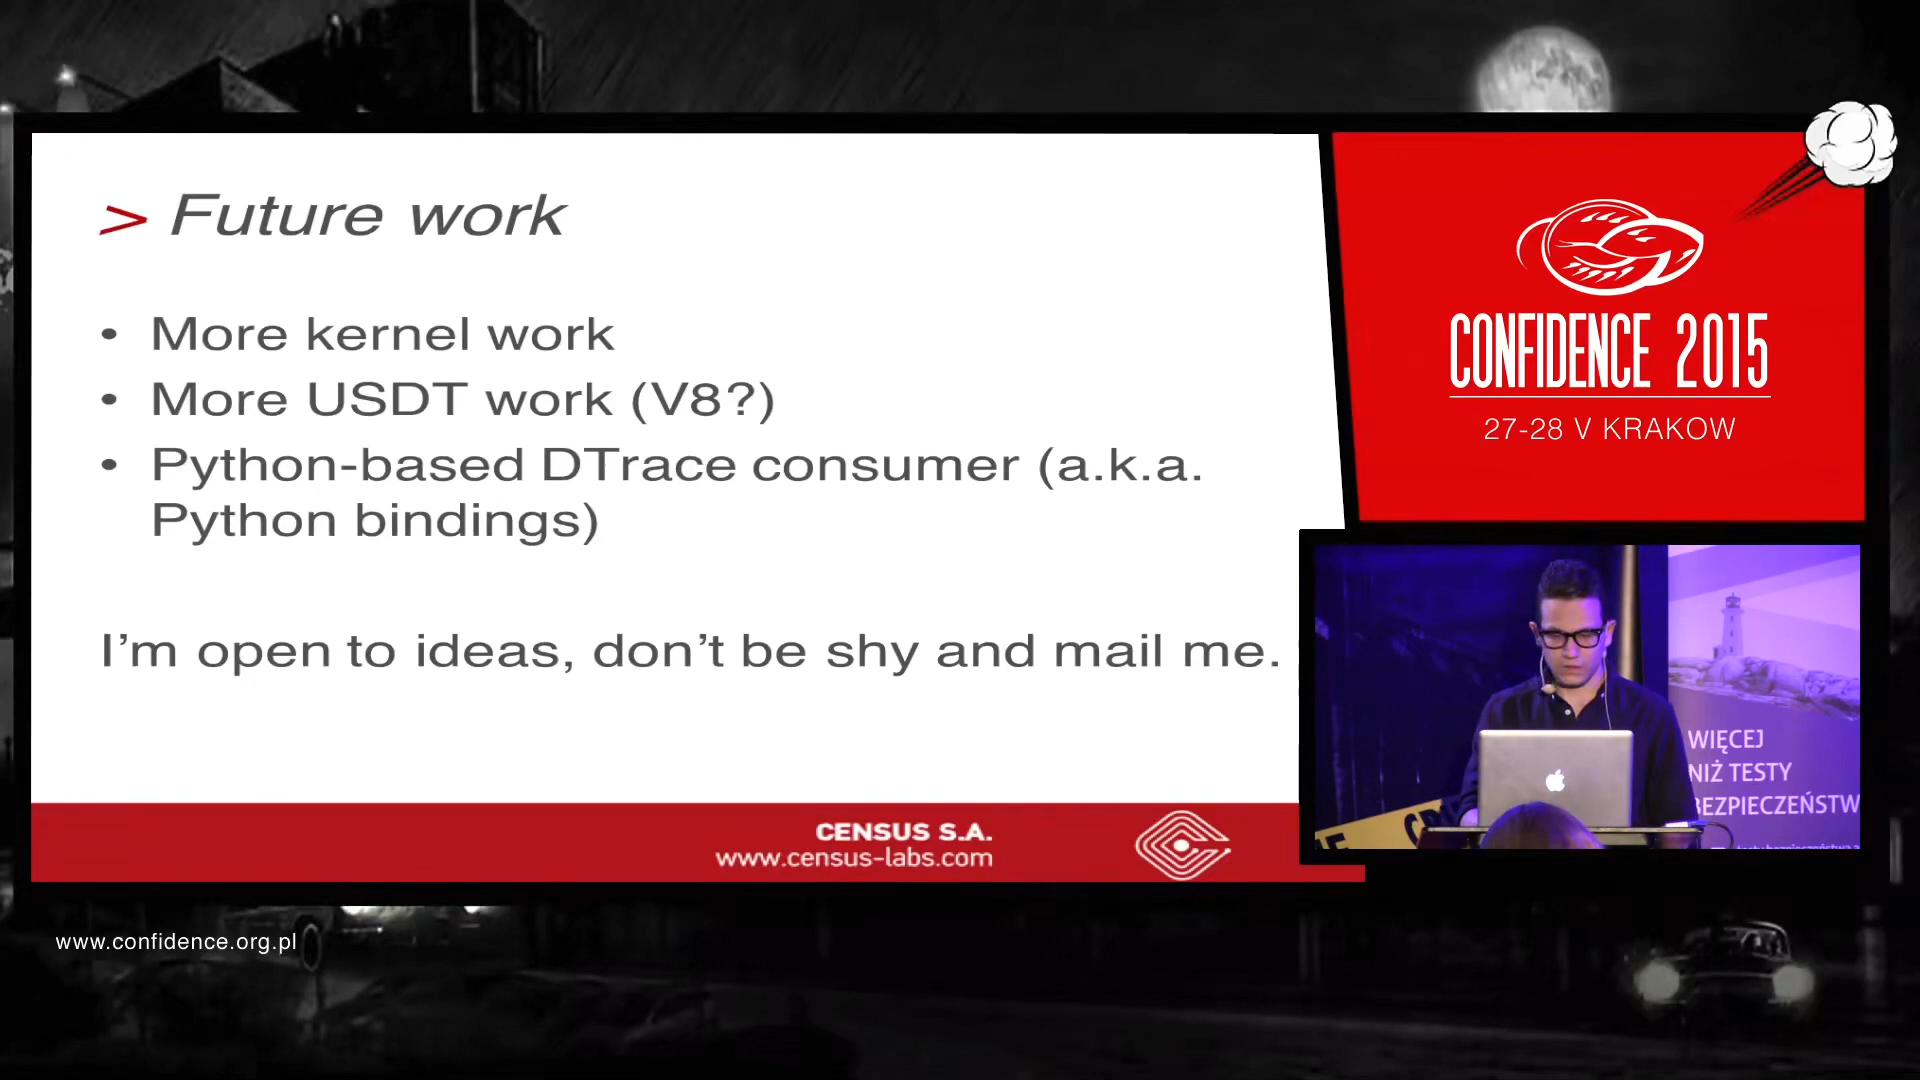 > Future work
• More kernel work
• More USDT work (V8?)
• Python-based DTrace consumer (a.k.a.
Python bindings)
I'm open to ideas, don't be shy and mail me.
CENSUS S.A.
www.census-labs.com
CONFIDENCE 2015
27-28 V KRAKOW
WIĘCEJ
NIŻ TESTY
BEZPIECZEŃSTW
www.confidence.org.pl